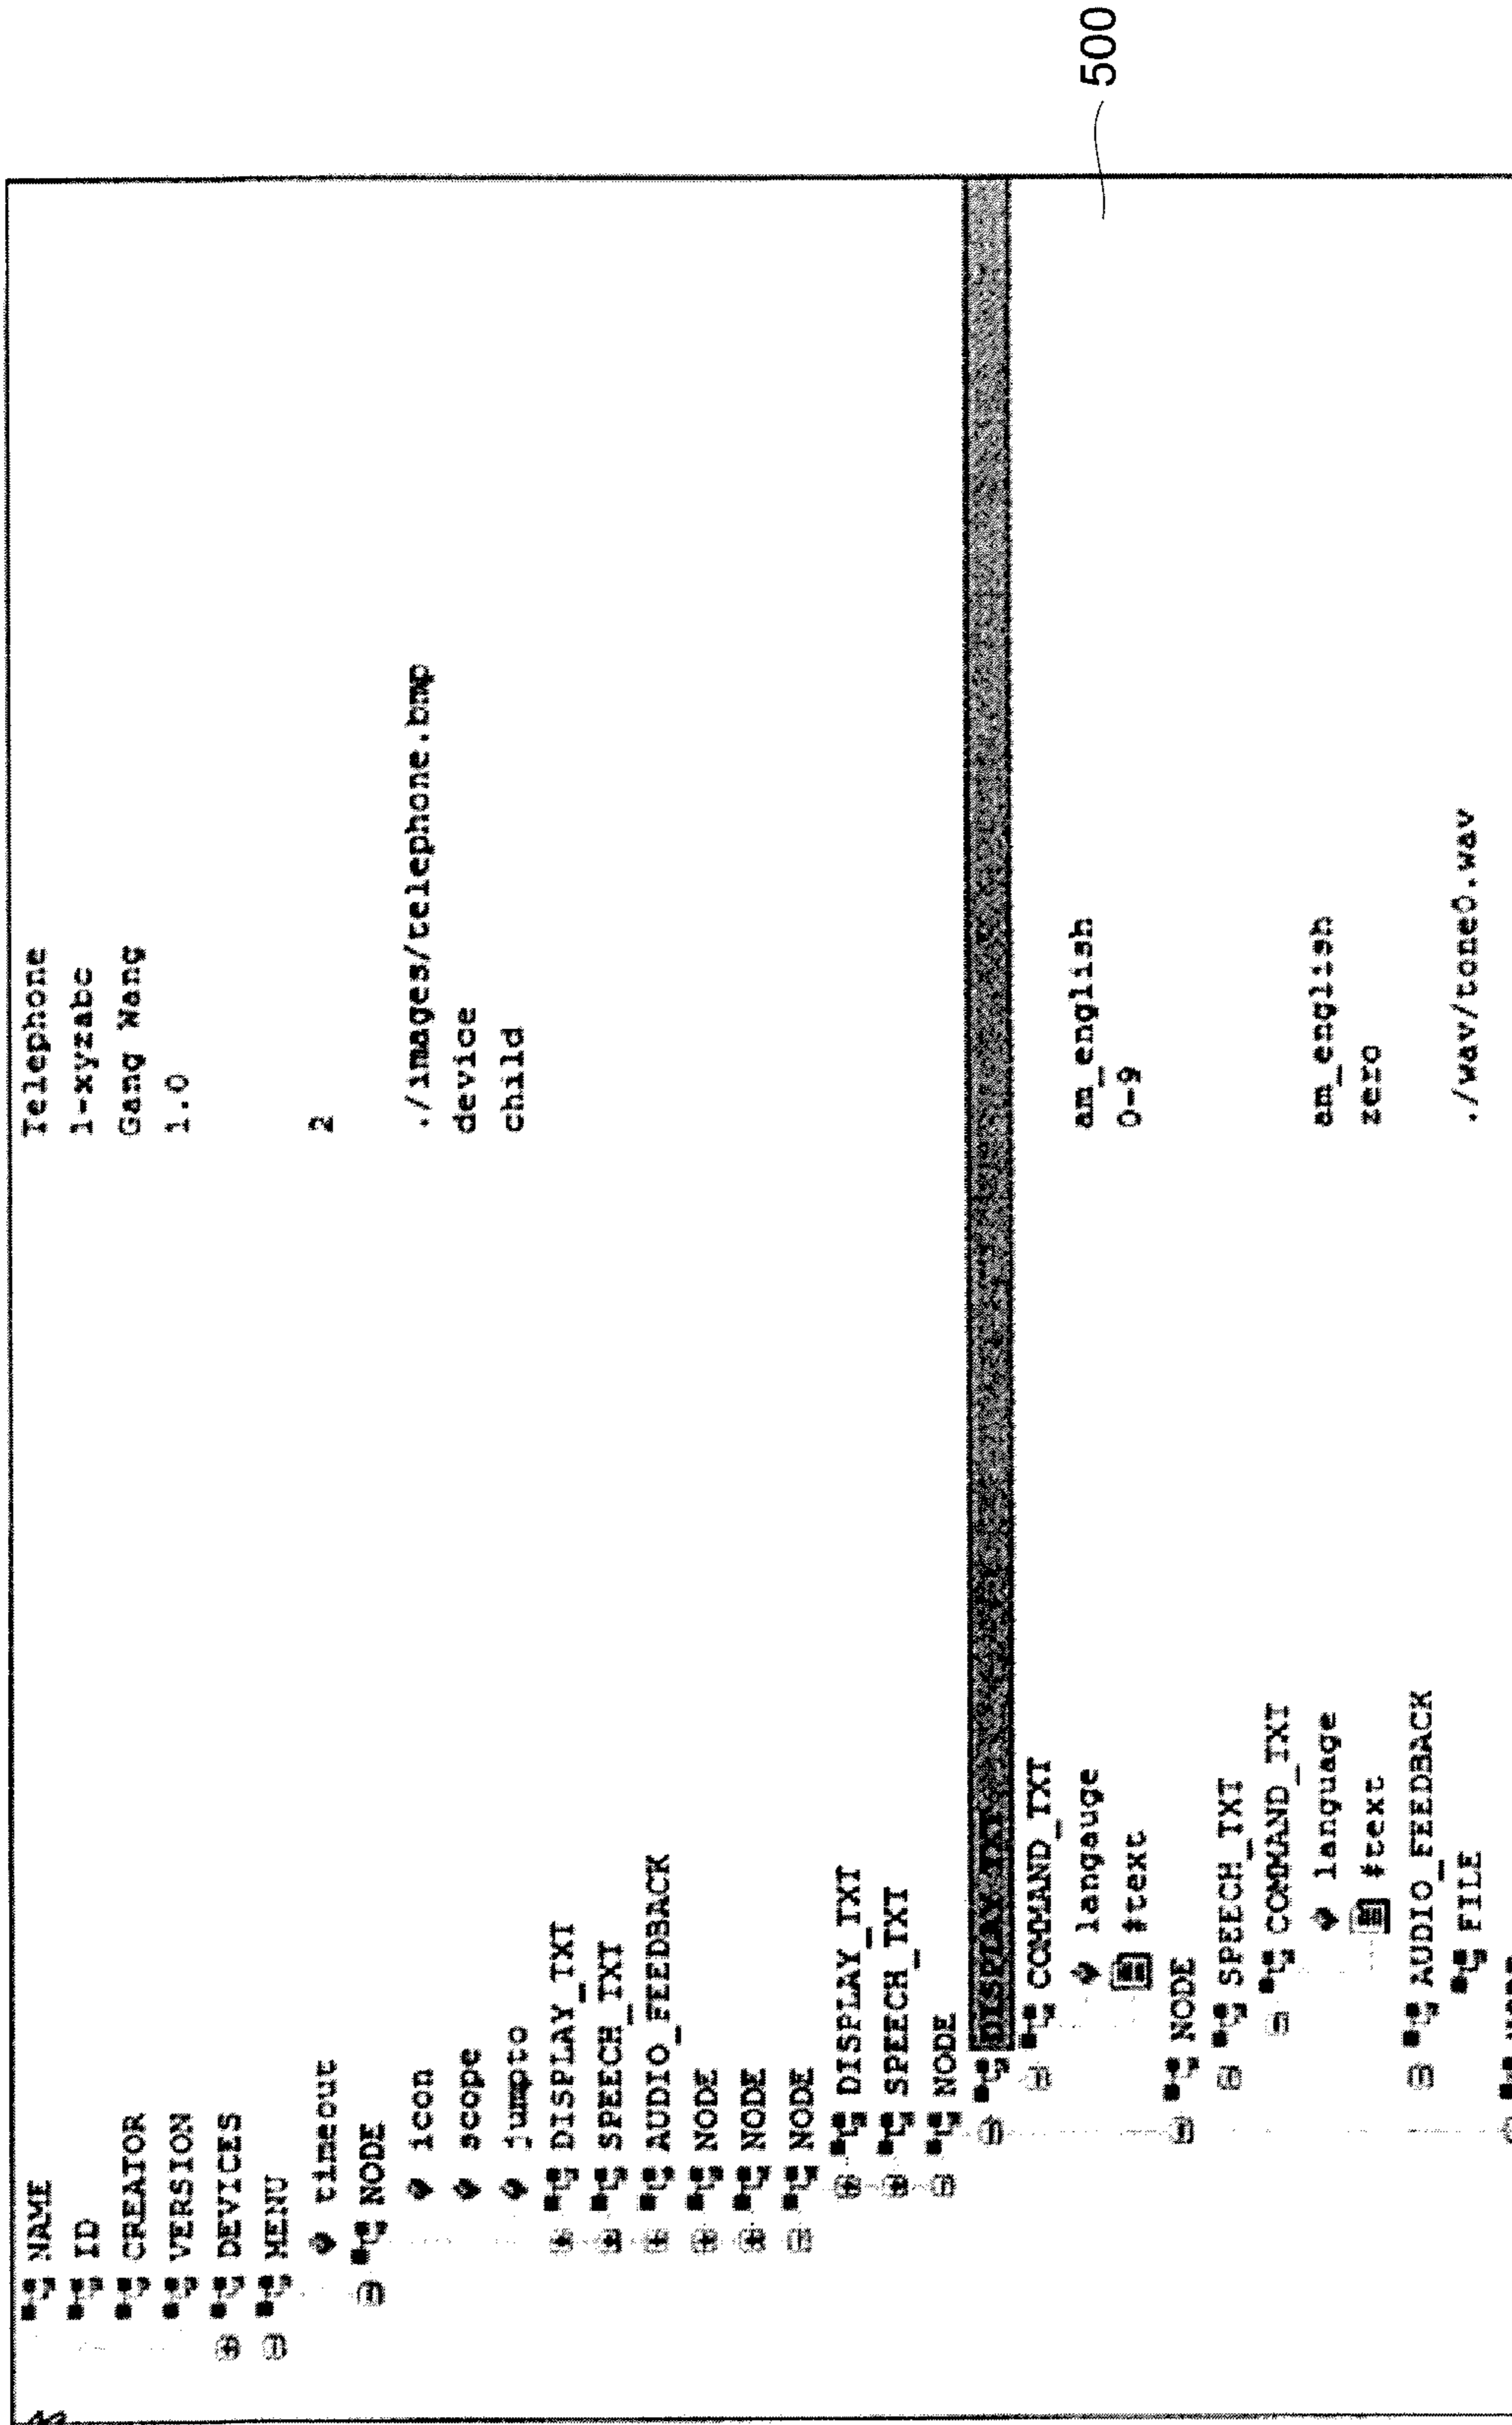 NAME Telephone
ID 1-xyzabc
CREATOR Gang Wang
VERSION 1.0
DEVICES
MENU
timeout 2
NODE
icon ./images/telephone.bmp
scope device
jumpto child
DISPLAY_TXT
SPEECH_TXT
AUDIO_FEEDBACK
NODE
NODE
NODE
DISPLAY_TXT
SPEECH_TXT
NODE
DISPLAY_TXT
COMMAND_TXT
langauge am_english
#text 0-9
NODE
SPEECH_TXT
COMMAND_TXT
language am_english
#text zero
AUDIO_FEEDBACK
FILE ./wav/tone0.wav
500